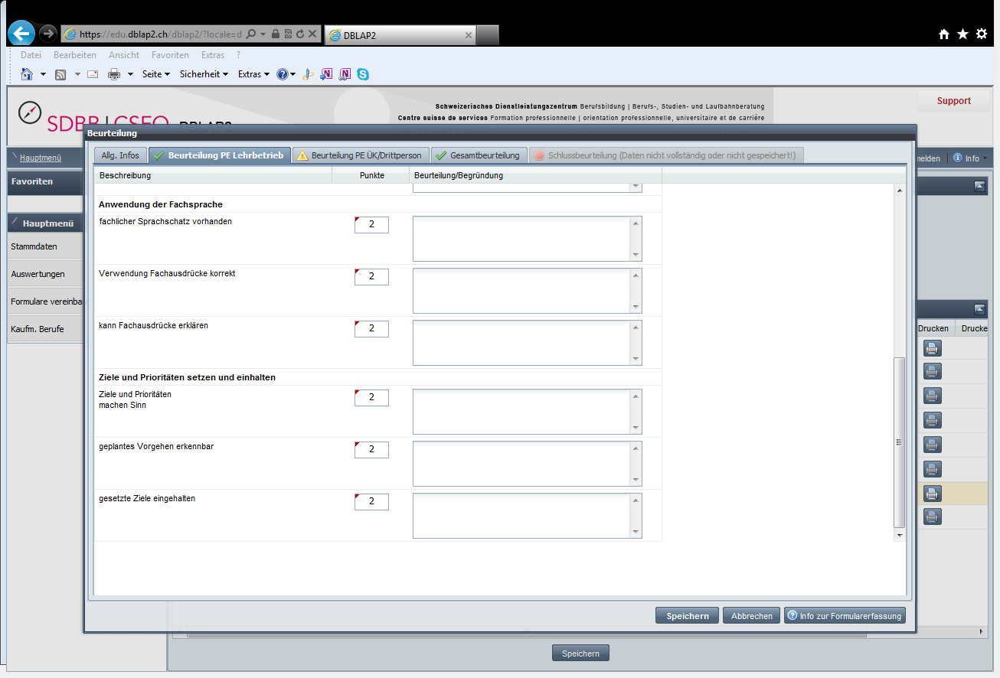 https://edu.dblap2.ch/dblap2/?locale=d
DBLAP2
Datei Bearbeiten Ansicht Favoriten Extras ?
Seite Sicherheit Extras
Schweizerisches Dienstleistungszentrum Berufsbildung | Berufs-, Studien- und Laufbahnberatung
Centre suisse de services Formation professionnelle | orientation professionnelle, universitaire et de carrière
Support
SDBB | CSFO DBLAP2
Beurteilung
Hauptmenü
Allg. Infos Beurteilung PE Lehrbetrieb Beurteilung PE ÜK/Drittperson Gesamtbeurteilung Schlussbeurteilung (Daten nicht vollständig oder nicht gespeichert!)
nelden Info
Favoriten
Beschreibung Punkte Beurteilung/Begründung
Anwendung der Fachsprache
fachlicher Sprachschatz vorhanden 2
Hauptmenü
Stammdaten
Verwendung Fachausdrücke korrekt 2
Auswertungen
Formulare vereinba
kann Fachausdrücke erklären 2
Kaufm. Berufe
Drucken Drucke
Ziele und Prioritäten setzen und einhalten
Ziele und Prioritäten
machen Sinn 2
geplantes Vorgehen erkennbar 2
gesetzte Ziele eingehalten 2
Speichern Abbrechen Info zur Formularerfassung
Speichern